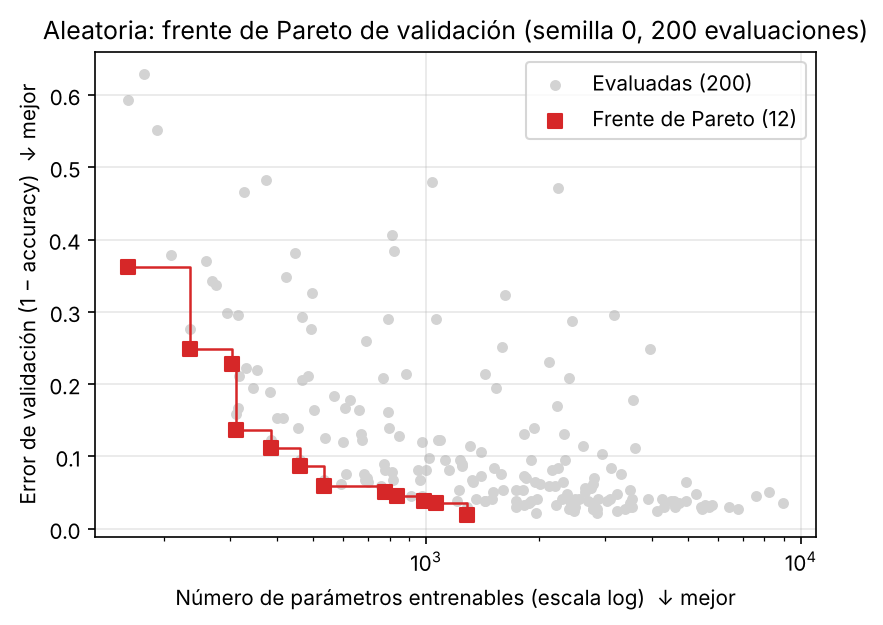 Aleatoria: frente de Pareto de validación (semilla 0, 200 evaluaciones)
Evaluadas (200)
Frente de Pareto (12)
Error de validación (1 − accuracy) ↓ mejor
0.6
0.5
0.4
0.3
0.2
0.1
0.0
10³
10⁴
Número de parámetros entrenables (escala log) ↓ mejor